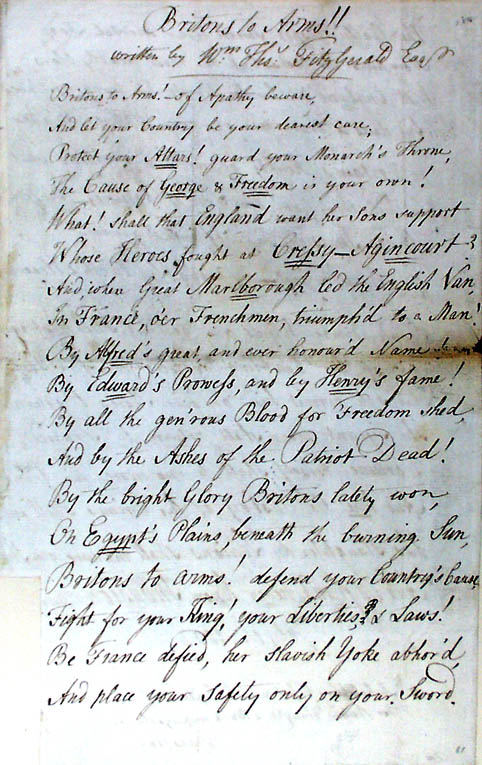 Britons to Arms!!
written by Wm. Thos. FitzGerald Esqr
Britons to Arms! - of Apathy beware,
And let your Country be your dearest care;
Protect your Altars! guard your Monarch's Throne,
The Cause of George & Freedom is your own!
What! shall that England want her Sons support
Whose Heroes fought at Cressy - Agincourt?
And when Great Marlborough led the English Van,
In France, o'er Frenchmen, triumph'd to a Man!
By Alfred's great, and ever honour'd Name
By Edward's Prowess, and by Henry's fame!
By all the gen'rous Blood for Freedom shed,
And by the Ashes of the Patriot Dead!
By the bright Glory Britons lately won,
On Egypt's Plains, beneath the burning Sun,
Britons to arms! defend your Country's Cause,
Fight for your King! your Liberties, & Laws!
Be France defied, her slavish Yoke abhor'd,
And place your Safety only on your Sword.